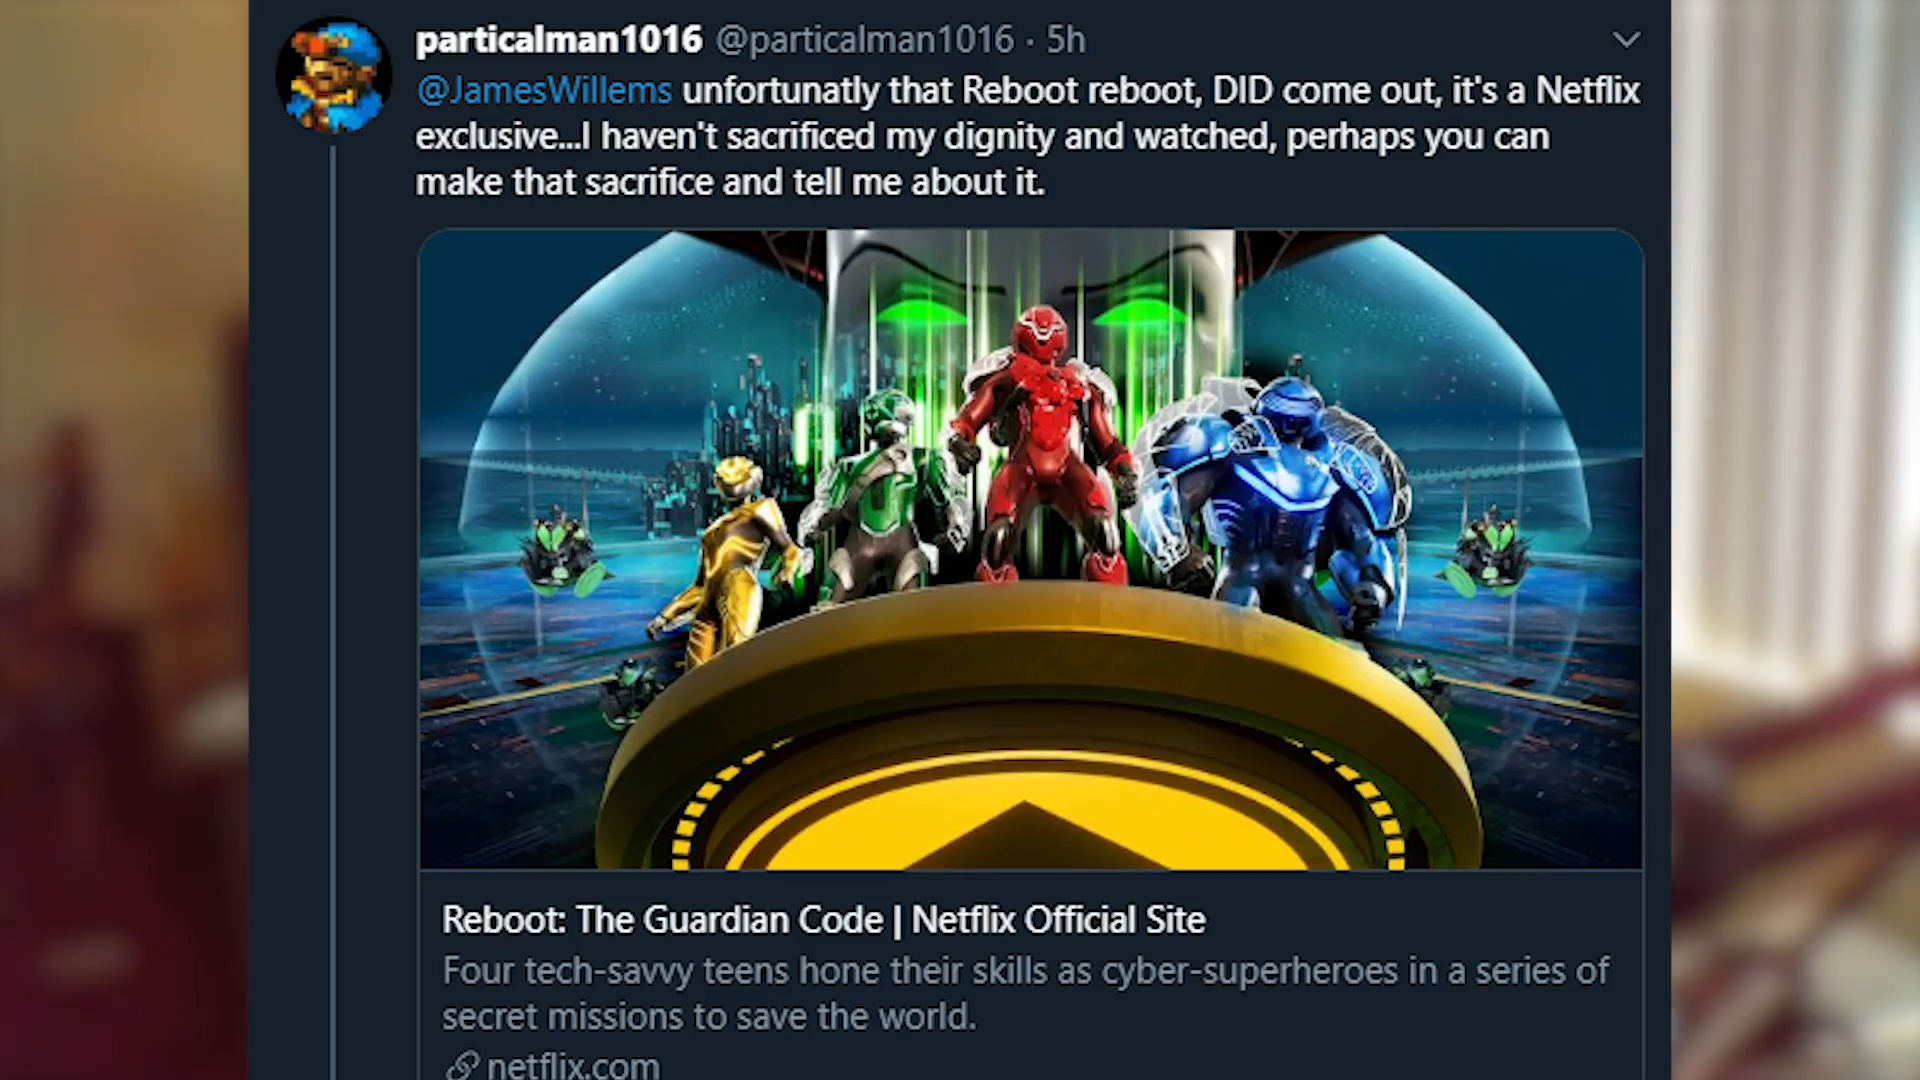 particalman1016 @particalman1016 · 5h
@JamesWillems unfortunatly that Reboot reboot, DID come out, it's a Netflix
exclusive...I haven't sacrificed my dignity and watched, perhaps you can
make that sacrifice and tell me about it.
Reboot: The Guardian Code | Netflix Official Site
Four tech-savvy teens hone their skills as cyber-superheroes in a series of
secret missions to save the world.
netflix.com